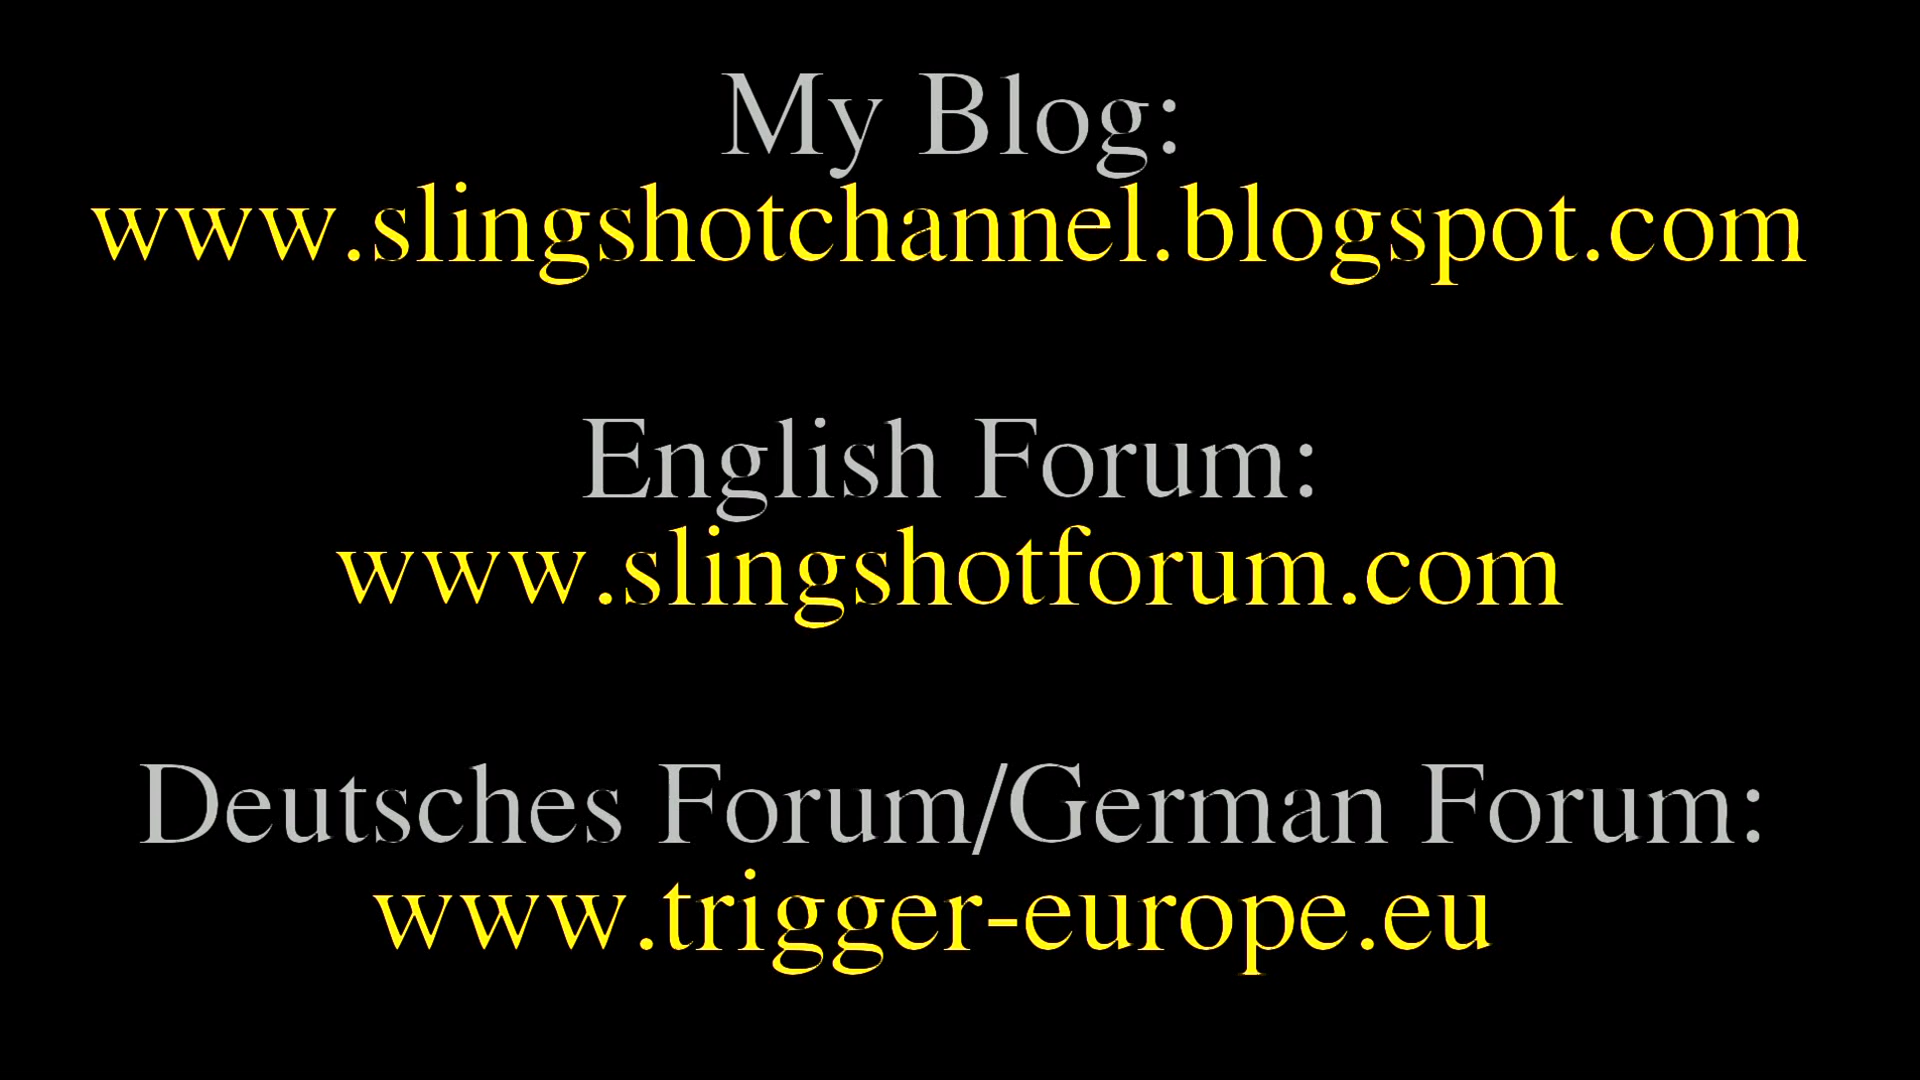 My Blog:
www.slingshotchannel.blogspot.com
English Forum:
www.slingshotforum.com
Deutsches Forum/German Forum:
www.trigger-europe.eu